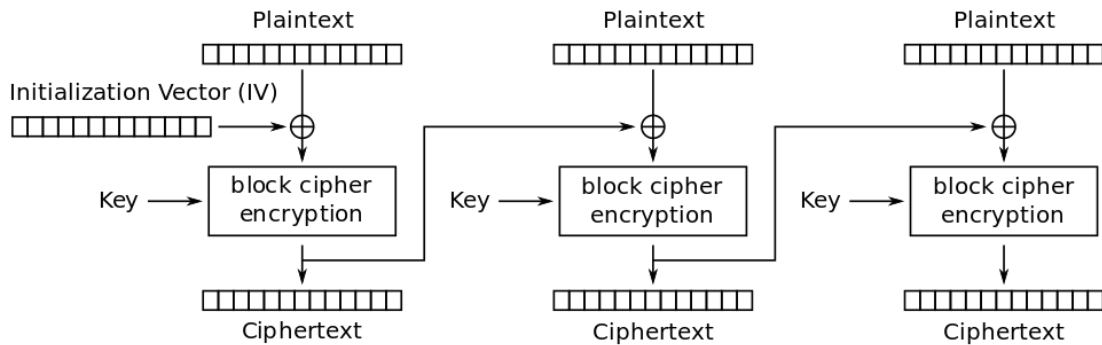 Plaintext
Plaintext
Plaintext
Initialization Vector (IV)
Key
block cipher
encryption
Key
block cipher
encryption
Key
block cipher
encryption
Ciphertext
Ciphertext
Ciphertext